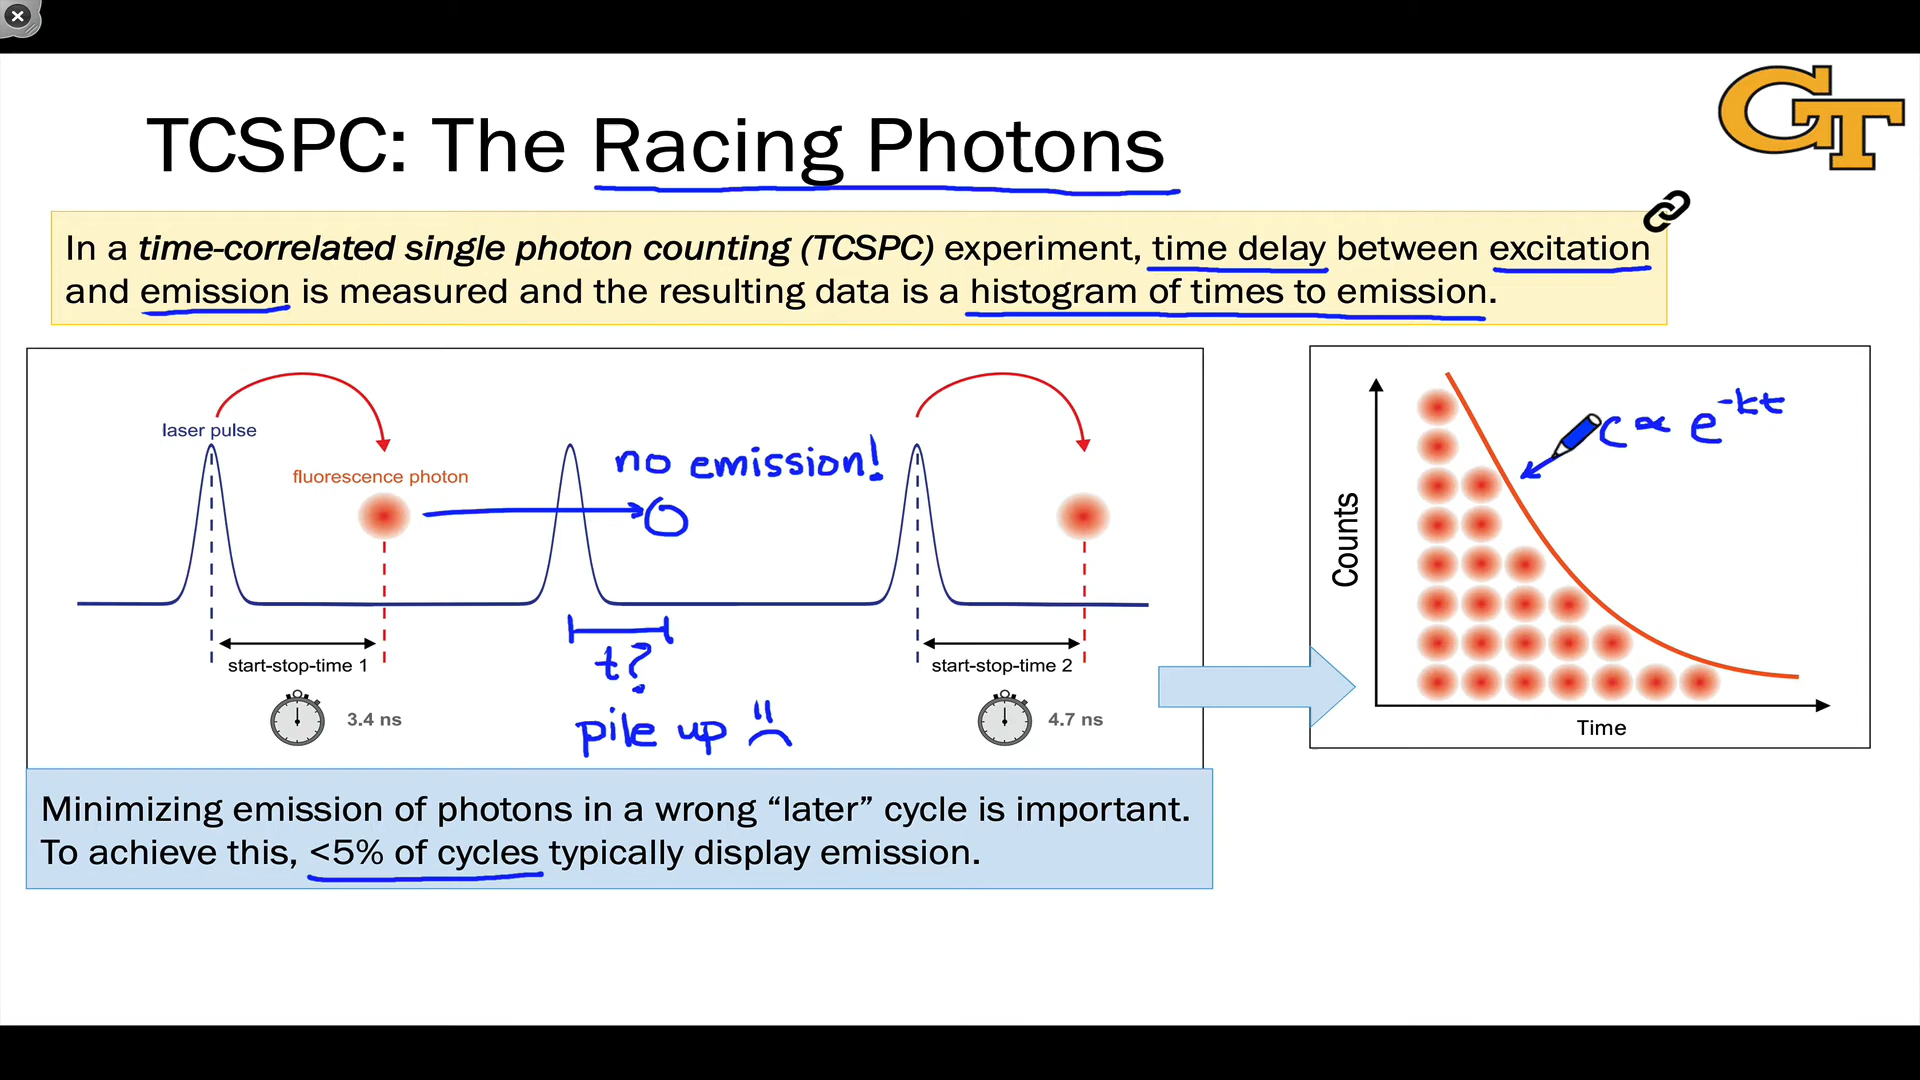 GT
TCSPC: The Racing Photons
In a time-correlated single photon counting (TCSPC) experiment, time delay between excitation
and emission is measured and the resulting data is a histogram of times to emission.
laser pulse
fluorescence photon
no emission!
start-stop-time 1
3.4 ns
t?
pile up
start-stop-time 2
4.7 ns
C ∝ e^-kt
Counts
Time
Minimizing emission of photons in a wrong “later” cycle is important.
To achieve this, <5% of cycles typically display emission.